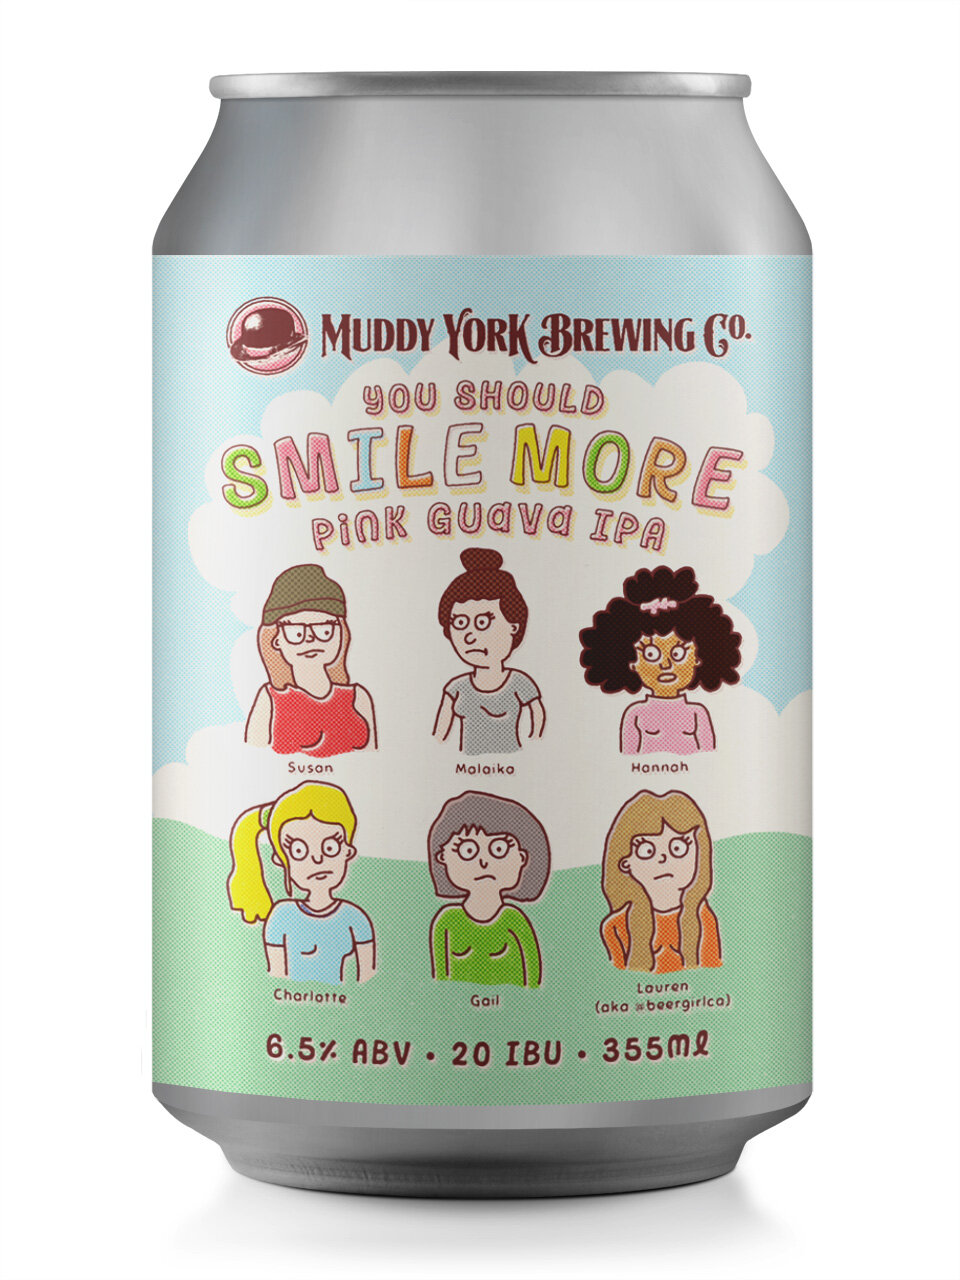 MUDDY YORK BREWING CO.
YOU SHOULD
SMILE MORE
PINK GUAVA IPA
Susan
Malaika
Hannah
Charlotte
Gail
Lauren
(aka @beergirlca)
6.5% ABV • 20 IBU • 355ml